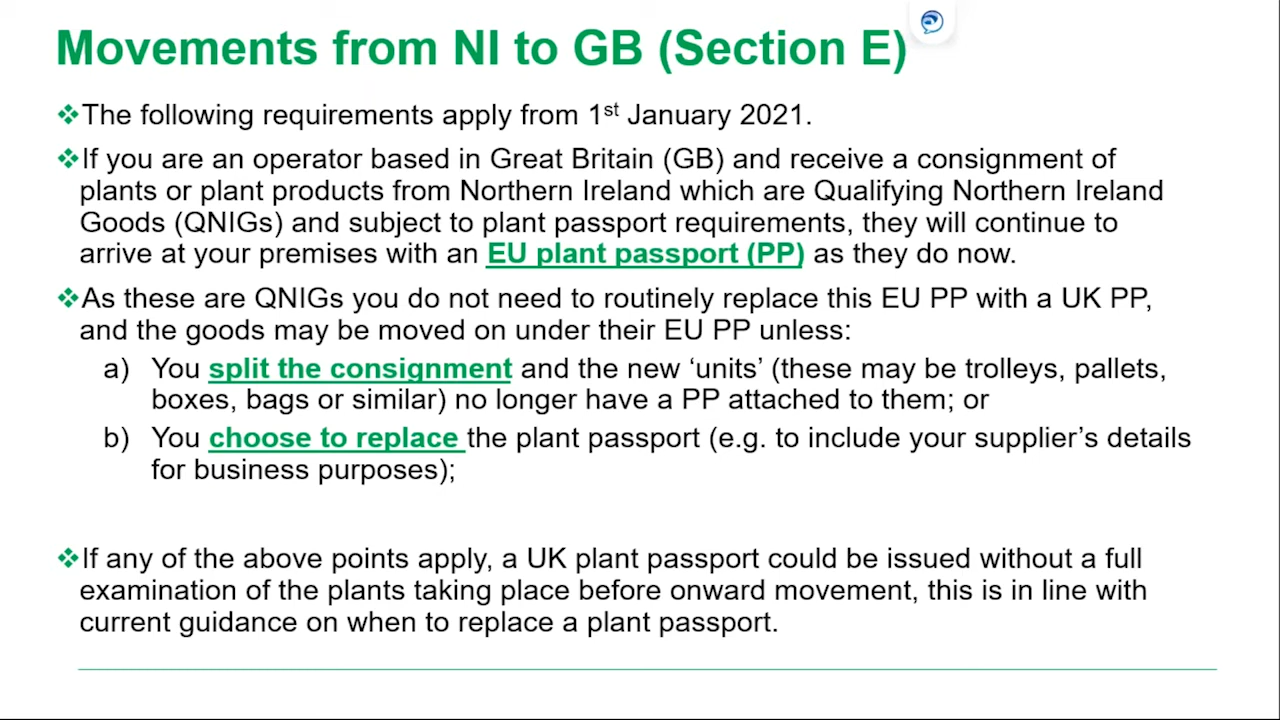 Movements from NI to GB (Section E)
❖The following requirements apply from 1st January 2021.
❖If you are an operator based in Great Britain (GB) and receive a consignment of
plants or plant products from Northern Ireland which are Qualifying Northern Ireland
Goods (QNIGs) and subject to plant passport requirements, they will continue to
arrive at your premises with an EU plant passport (PP) as they do now.
❖As these are QNIGs you do not need to routinely replace this EU PP with a UK PP,
and the goods may be moved on under their EU PP unless:
a) You split the consignment and the new ‘units’ (these may be trolleys, pallets,
boxes, bags or similar) no longer have a PP attached to them; or
b) You choose to replace the plant passport (e.g. to include your supplier’s details
for business purposes);
❖If any of the above points apply, a UK plant passport could be issued without a full
examination of the plants taking place before onward movement, this is in line with
current guidance on when to replace a plant passport.